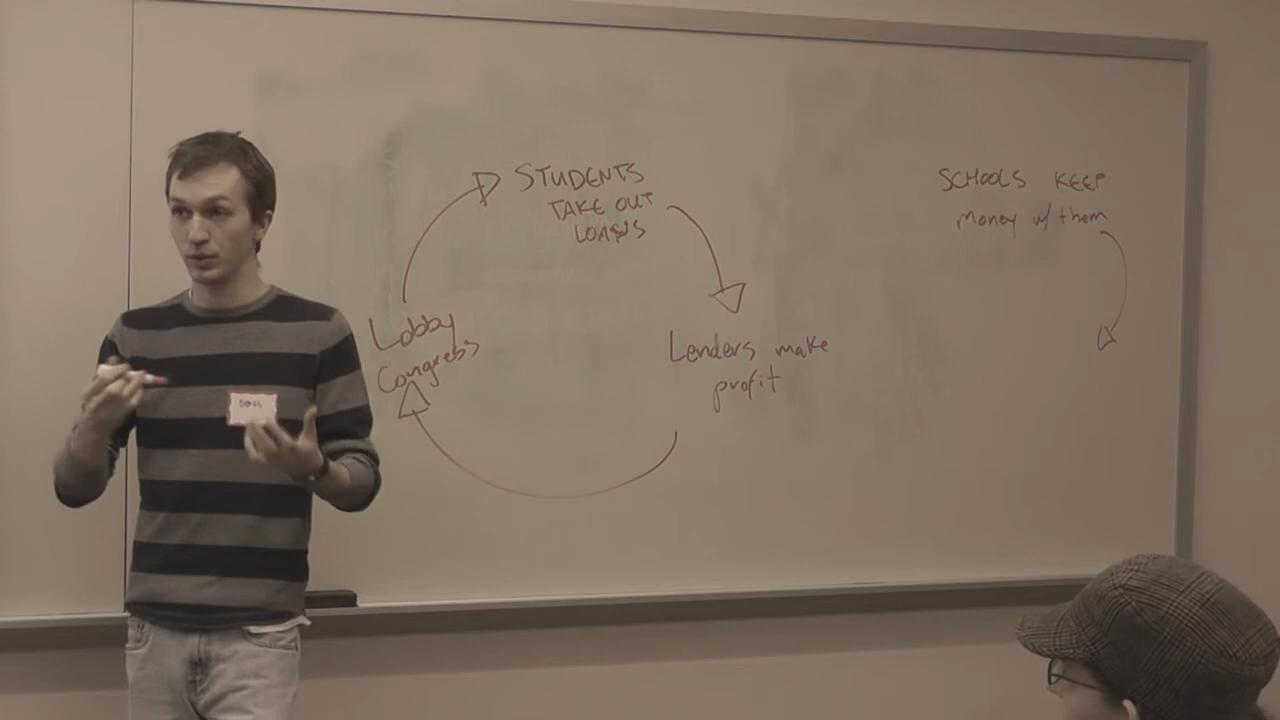 STUDENTS
TAKE OUT
LOANS
Lenders make
profit
Lobby
Congress
SCHOOLS KEEP
Money w/ them